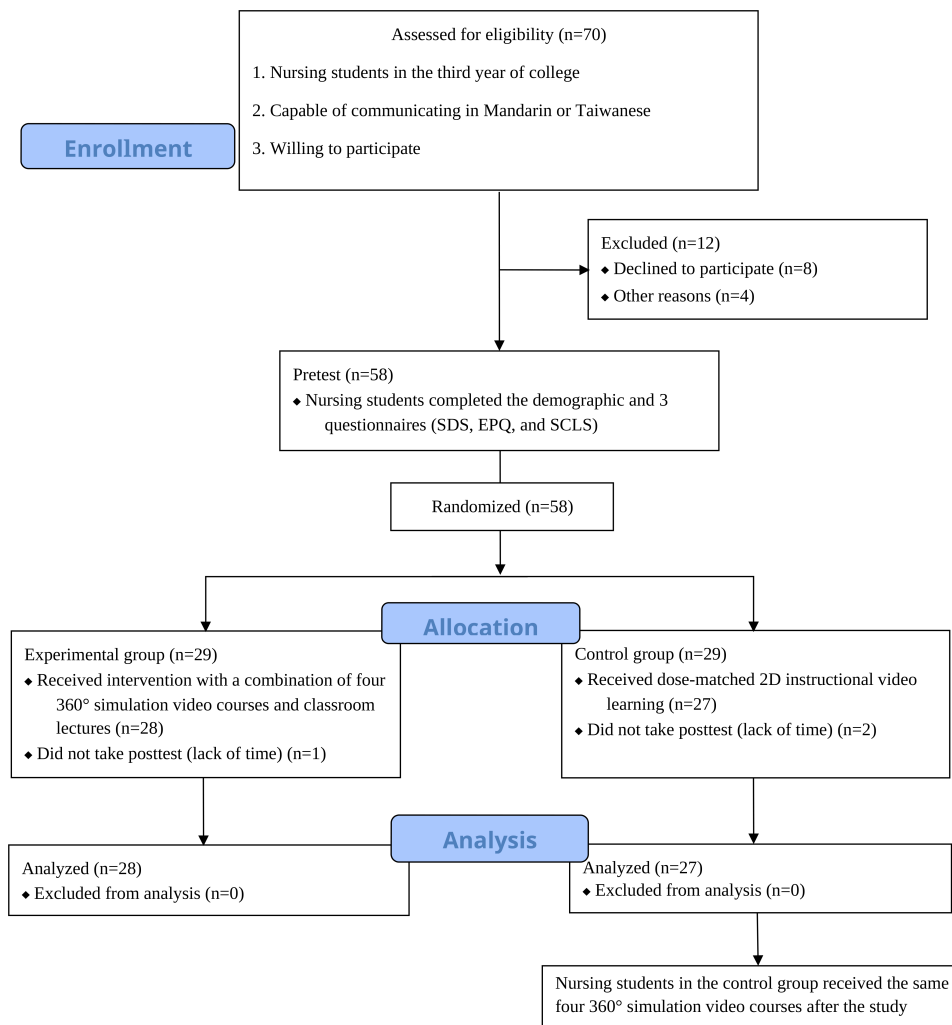 Assessed for eligibility (n=70)
1. Nursing students in the third year of college
2. Capable of communicating in Mandarin or Taiwanese
3. Willing to participate
Enrollment
Excluded (n=12)
◆ Declined to participate (n=8)
◆ Other reasons (n=4)
Pretest (n=58)
◆ Nursing students completed the demographic and 3
questionnaires (SDS, EPQ, and SCLS)
Randomized (n=58)
Allocation
Experimental group (n=29)
◆ Received intervention with a combination of four
360° simulation video courses and classroom
lectures (n=28)
◆ Did not take posttest (lack of time) (n=1)
Control group (n=29)
◆ Received dose-matched 2D instructional video
learning (n=27)
◆ Did not take posttest (lack of time) (n=2)
Analysis
Analyzed (n=28)
◆ Excluded from analysis (n=0)
Analyzed (n=27)
◆ Excluded from analysis (n=0)
Nursing students in the control group received the same
four 360° simulation video courses after the study